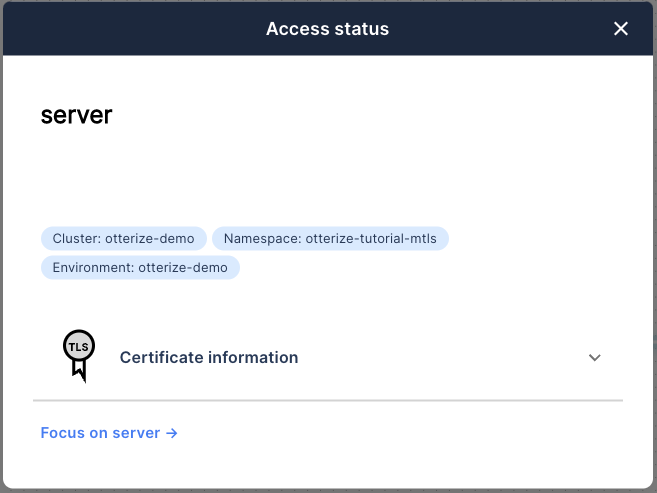 Access status
server
Cluster: otterize-demo
Namespace: otterize-tutorial-mtls
Environment: otterize-demo
TLS
Certificate information
Focus on server →